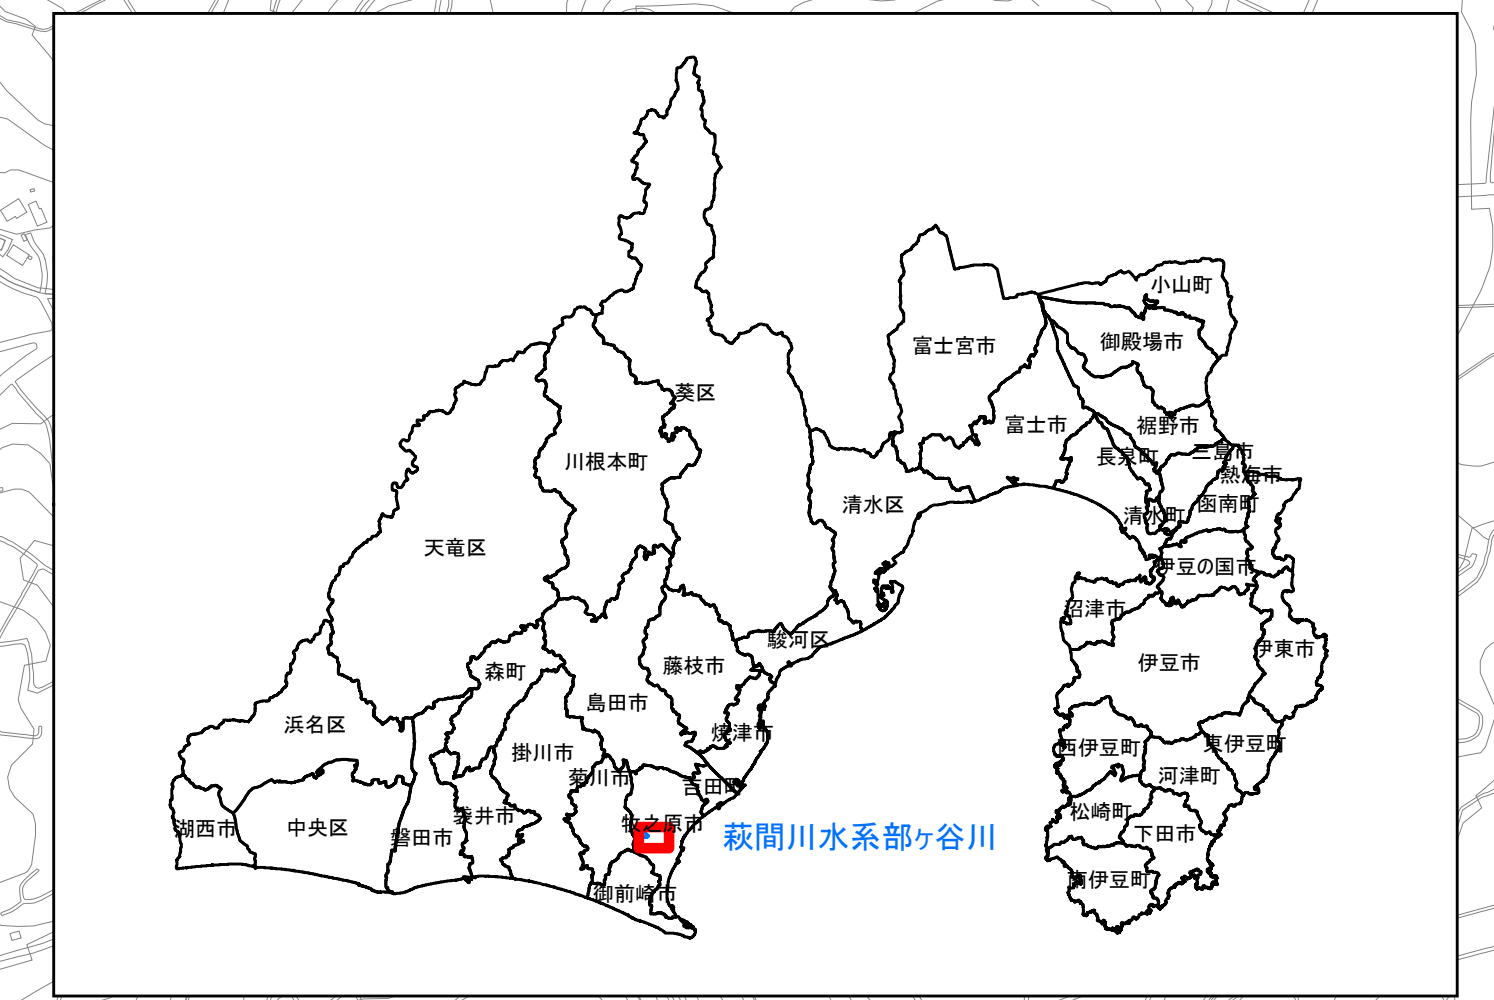 小山町
御殿場市
富士宮市
葵区
富士市
裾野市
三島市
長泉町
川根本町
熱海市
函南町
清水区
清水町
天竜区
伊豆の国市
沼津市
駿河区
伊東市
伊豆市
藤枝市
森町
島田市
浜名区
焼津市
東伊豆町
西伊豆町
掛川市
河津町
菊川市
吉田町
松崎町
袋井市
牧之原市
湖西市
中央区
下田市
磐田市
萩間川水系部ヶ谷川
南伊豆町
御前崎市